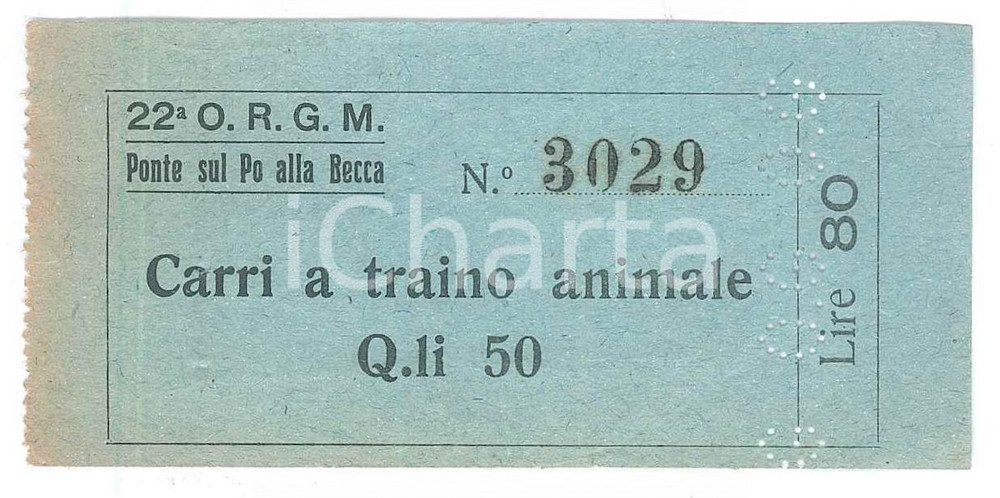 22ª O. R. G. M.
Ponte sul Po alla Becca
N.º 3029
Carri a traino animale
Q.li 50
Lire 80
iCharta